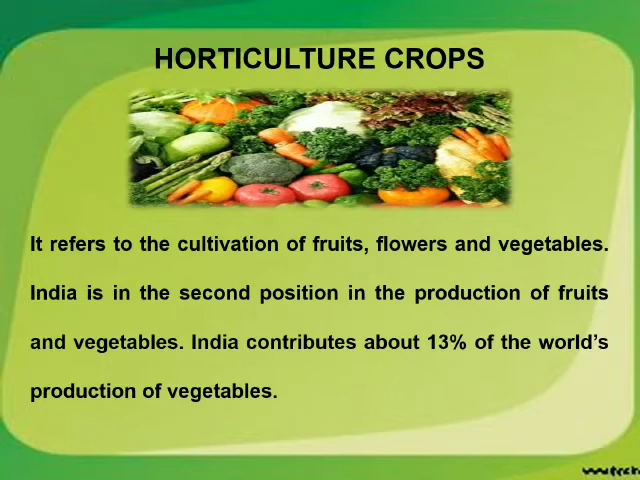 HORTICULTURE CROPS
It refers to the cultivation of fruits, flowers and vegetables.
India is in the second position in the production of fruits
and vegetables. India contributes about 13% of the world’s
production of vegetables.